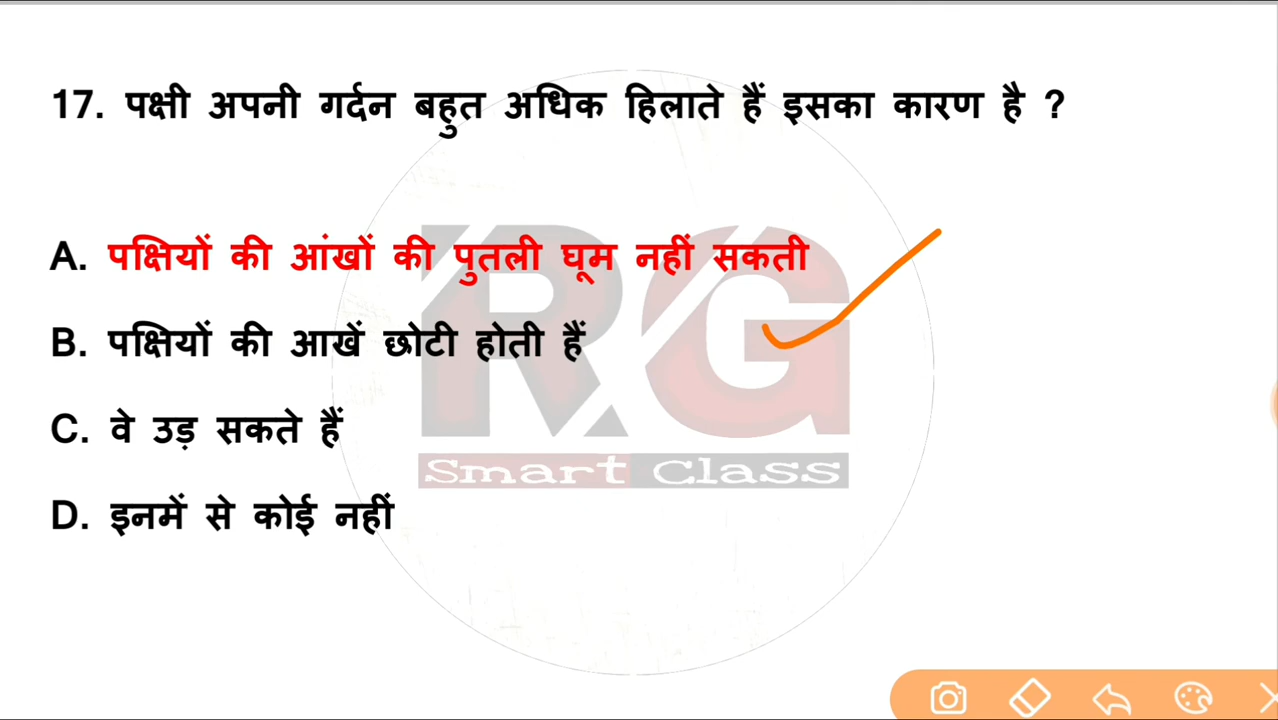 17. पक्षी अपनी गर्दन बहुत अधिक हिलाते हैं इसका कारण है ?
A. पक्षियों की आंखों की पुतली घूम नहीं सकती
B. पक्षियों की आखें छोटी होती हैं
C. वे उड़ सकते हैं
D. इनमें से कोई नहीं
RG
Smart Class